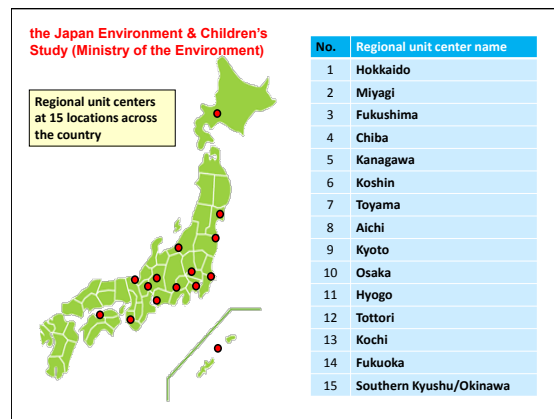 the Japan Environment & Children's
Study (Ministry of the Environment)
Regional unit centers
at 15 locations across
the country
No. Regional unit center name
1 Hokkaido
2 Miyagi
3 Fukushima
4 Chiba
5 Kanagawa
6 Koshin
7 Toyama
8 Aichi
9 Kyoto
10 Osaka
11 Hyogo
12 Tottori
13 Kochi
14 Fukuoka
15 Southern Kyushu/Okinawa